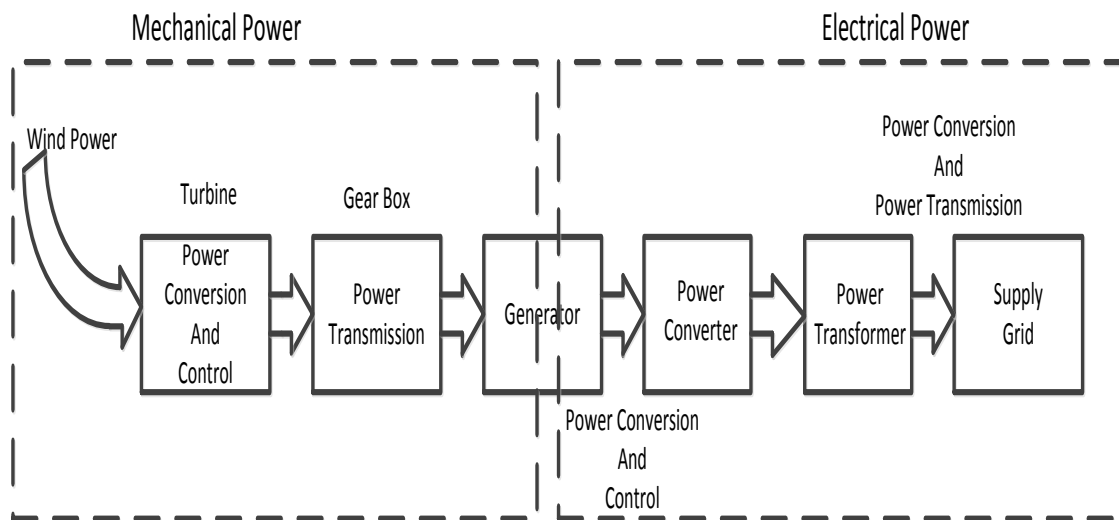 Mechanical Power
Electrical Power
Wind Power
Turbine
Gear Box
Power Conversion
And
Power Transmission
Power
Conversion
And
Control
Power
Transmission
Generator
Power
Converter
Power
Transformer
Supply
Grid
Power Conversion
And
Control